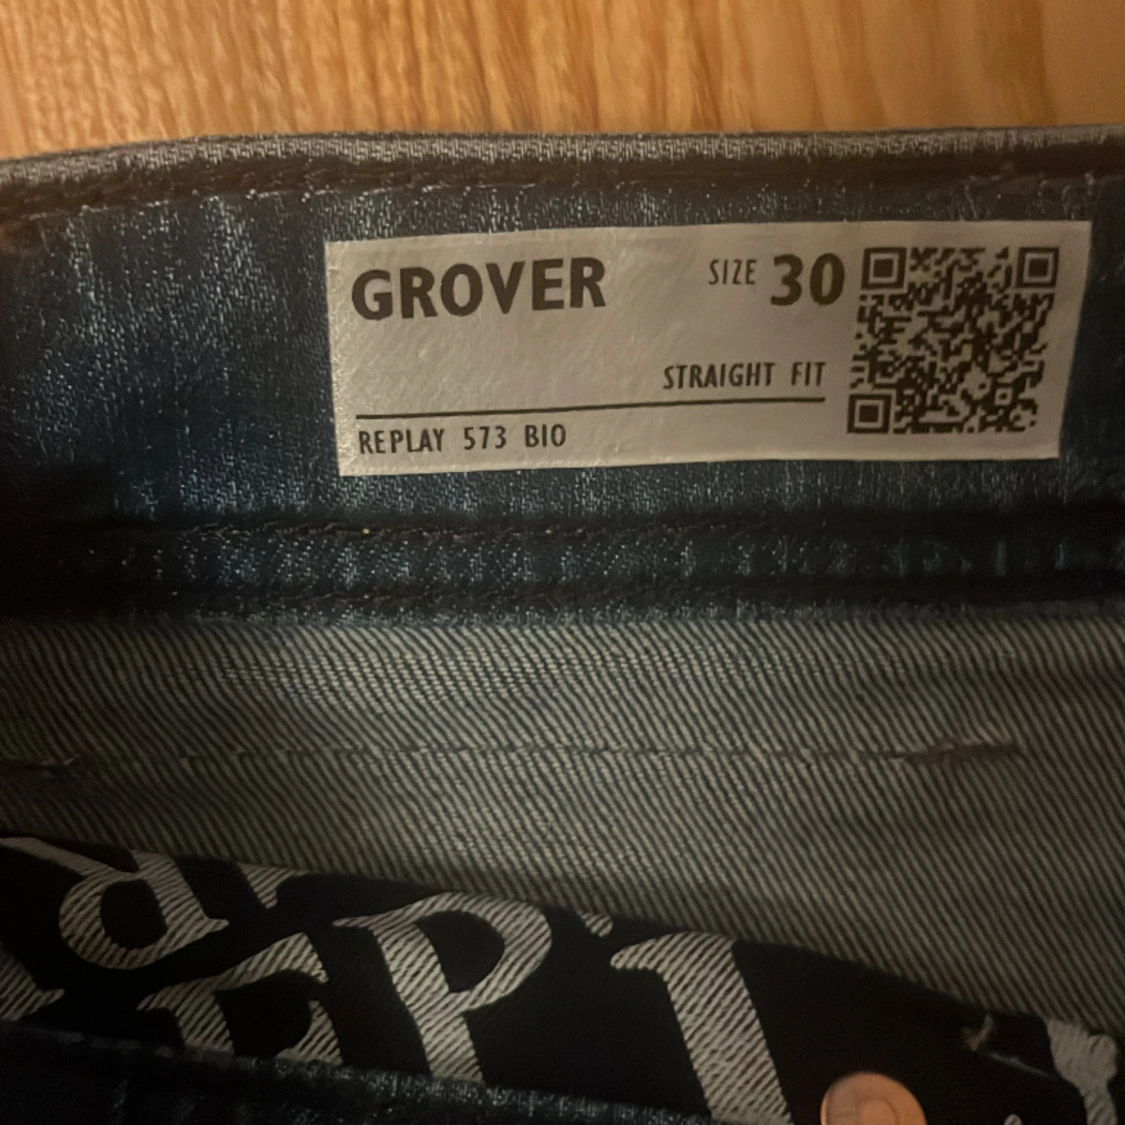 GROVER SIZE 30
STRAIGHT FIT
REPLAY 573 BIO